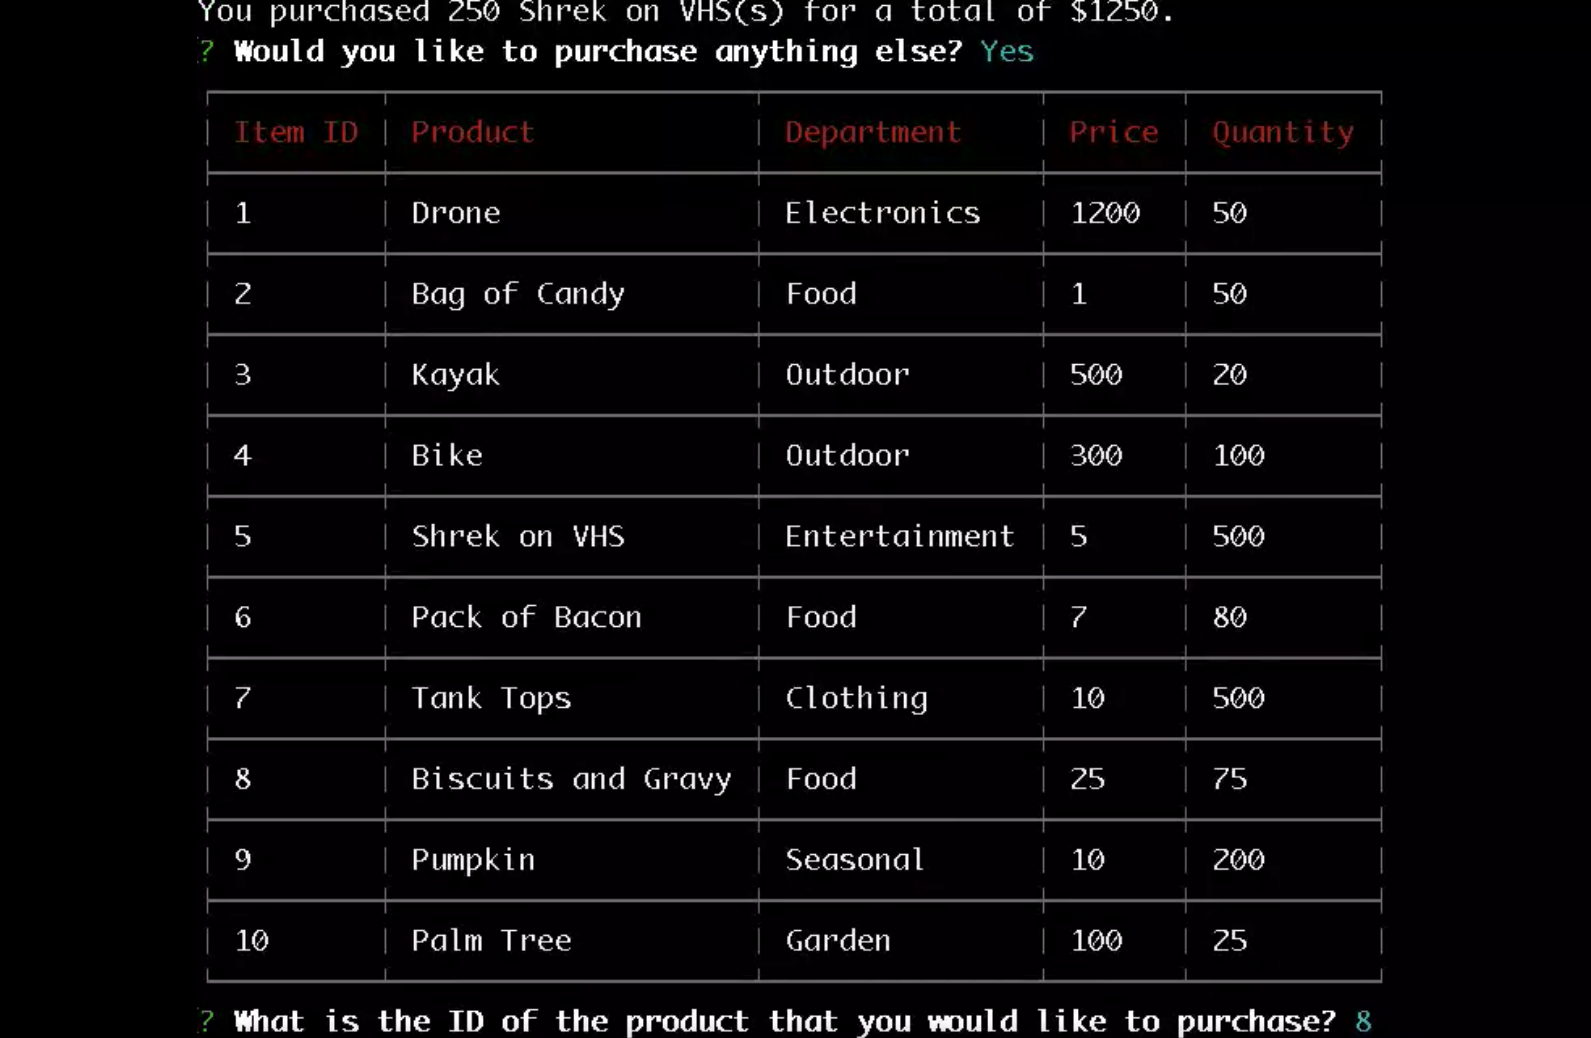 You purchased 250 Shrek on VHS(s) for a total of $1250.
? Would you like to purchase anything else? Yes
Item ID Product Department Price Quantity
1 Drone Electronics 1200 50
2 Bag of Candy Food 1 50
3 Kayak Outdoor 500 20
4 Bike Outdoor 300 100
5 Shrek on VHS Entertainment 5 500
6 Pack of Bacon Food 7 80
7 Tank Tops Clothing 10 500
8 Biscuits and Gravy Food 25 75
9 Pumpkin Seasonal 10 200
10 Palm Tree Garden 100 25
? What is the ID of the product that you would like to purchase? 8